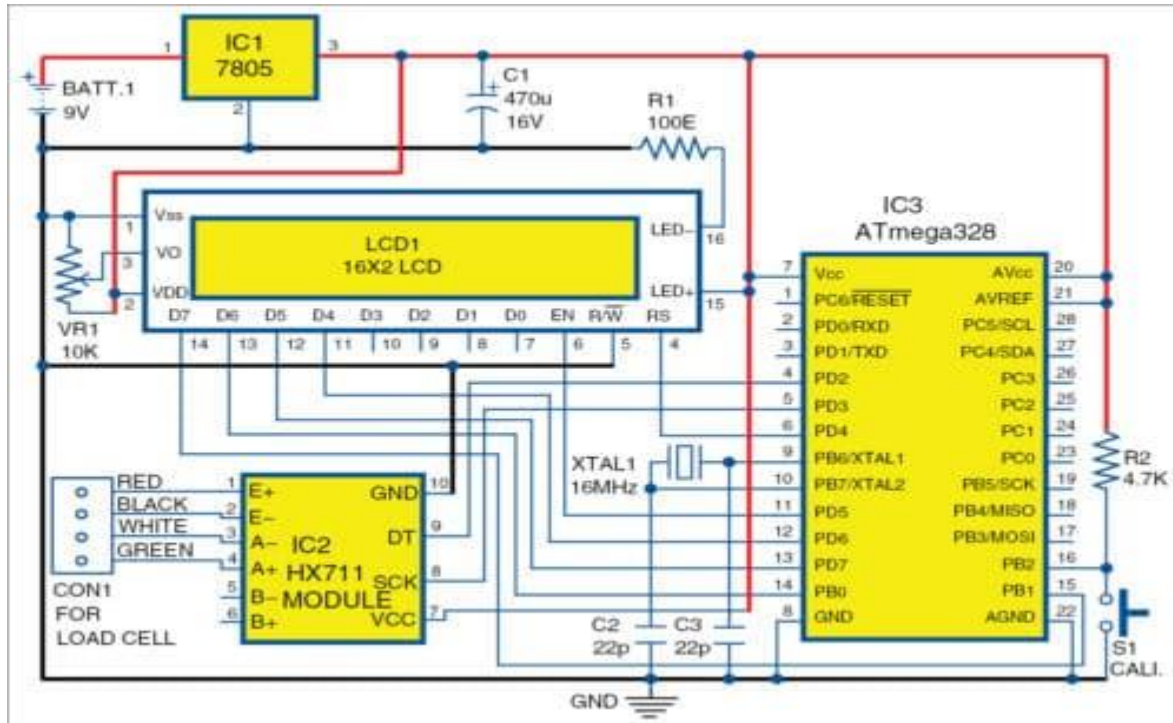 1
IC1
7805
3
2
+
BATT.1
9V
+
C1
470u
16V
R1
100E
Vss
1
VO
3
VDD
2
VR1
10K
LCD1
16X2 LCD
LED-
16
LED+
15
D7
D6
D5
D4
D3
D2
D1
D0
EN
R/W
RS
14
13
12
11
10
9
8
7
6
5
4
IC3
ATmega328
7
Vcc
AVcc
20
1
PC6/RESET
AVREF
21
2
PD0/RXD
PC5/SCL
28
3
PD1/TXD
PC4/SDA
27
4
PD2
PC3
26
5
PD3
PC2
25
6
PD4
PC1
24
9
PB6/XTAL1
PC0
23
10
PB7/XTAL2
PB5/SCK
19
11
PD5
PB4/MISO
18
12
PD6
PB3/MOSI
17
13
PD7
PB2
16
14
PB0
PB1
15
8
GND
AGND
22
R2
4.7K
S1
CALI.
XTAL1
16MHz
RED
BLACK
WHITE
GREEN
CON1
FOR
LOAD CELL
1
E+
2
E-
3
A-
4
A+
5
B-
6
B+
IC2
HX711
MODULE
GND
10
DT
9
SCK
8
VCC
7
C2
22p
C3
22p
GND